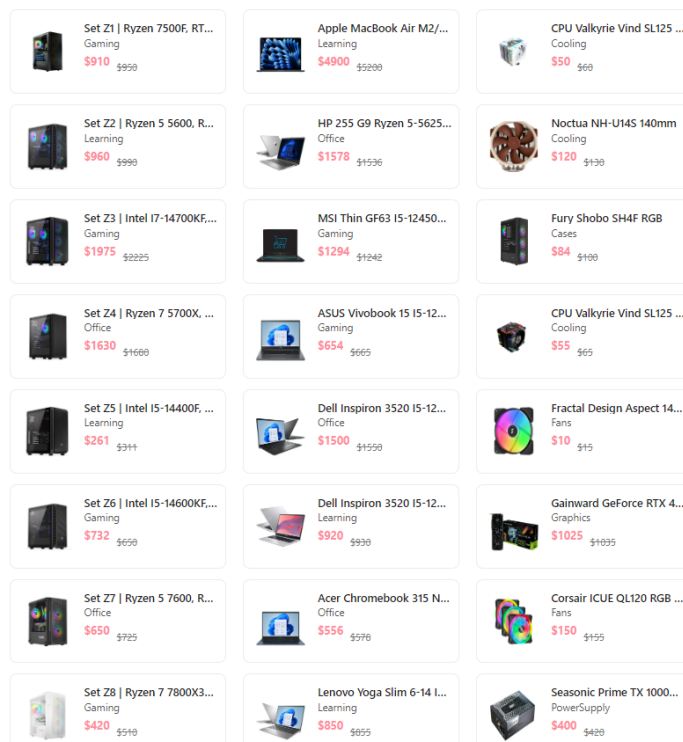 Set Z1 | Ryzen 7500F, RT...
Gaming
$910 $950
Set Z2 | Ryzen 5 5600, R...
Learning
$960 $990
Set Z3 | Intel I7-14700KF,...
Gaming
$1975 $2225
Set Z4 | Ryzen 7 5700X, ...
Office
$1630 $1680
Set Z5 | Intel I5-14400F, ...
Learning
$261 $311
Set Z6 | Intel I5-14600KF,...
Gaming
$732 $650
Set Z7 | Ryzen 5 7600, R...
Office
$650 $725
Set Z8 | Ryzen 7 7800X3...
Gaming
$420 $510
Apple MacBook Air M2/...
Learning
$4900 $5200
HP 255 G9 Ryzen 5-5625...
Office
$1578 $1536
MSI Thin GF63 I5-12450...
Gaming
$1294 $1242
ASUS Vivobook 15 I5-12...
Gaming
$654 $665
Dell Inspiron 3520 I5-12...
Office
$1500 $1550
Dell Inspiron 3520 I5-12...
Learning
$920 $930
Acer Chromebook 315 N...
Office
$556 $578
Lenovo Yoga Slim 6-14 I...
Learning
$850 $855
CPU Valkyrie Vind SL125 ...
Cooling
$50 $60
Noctua NH-U14S 140mm
Cooling
$120 $130
Fury Shobo SH4F RGB
Cases
$84 $100
CPU Valkyrie Vind SL125 ...
Cooling
$55 $65
Fractal Design Aspect 14...
Fans
$10 $15
Gainward GeForce RTX 4...
Graphics
$1025 $1035
Corsair ICUE QL120 RGB ...
Fans
$150 $155
Seasonic Prime TX 1000...
PowerSupply
$400 $420